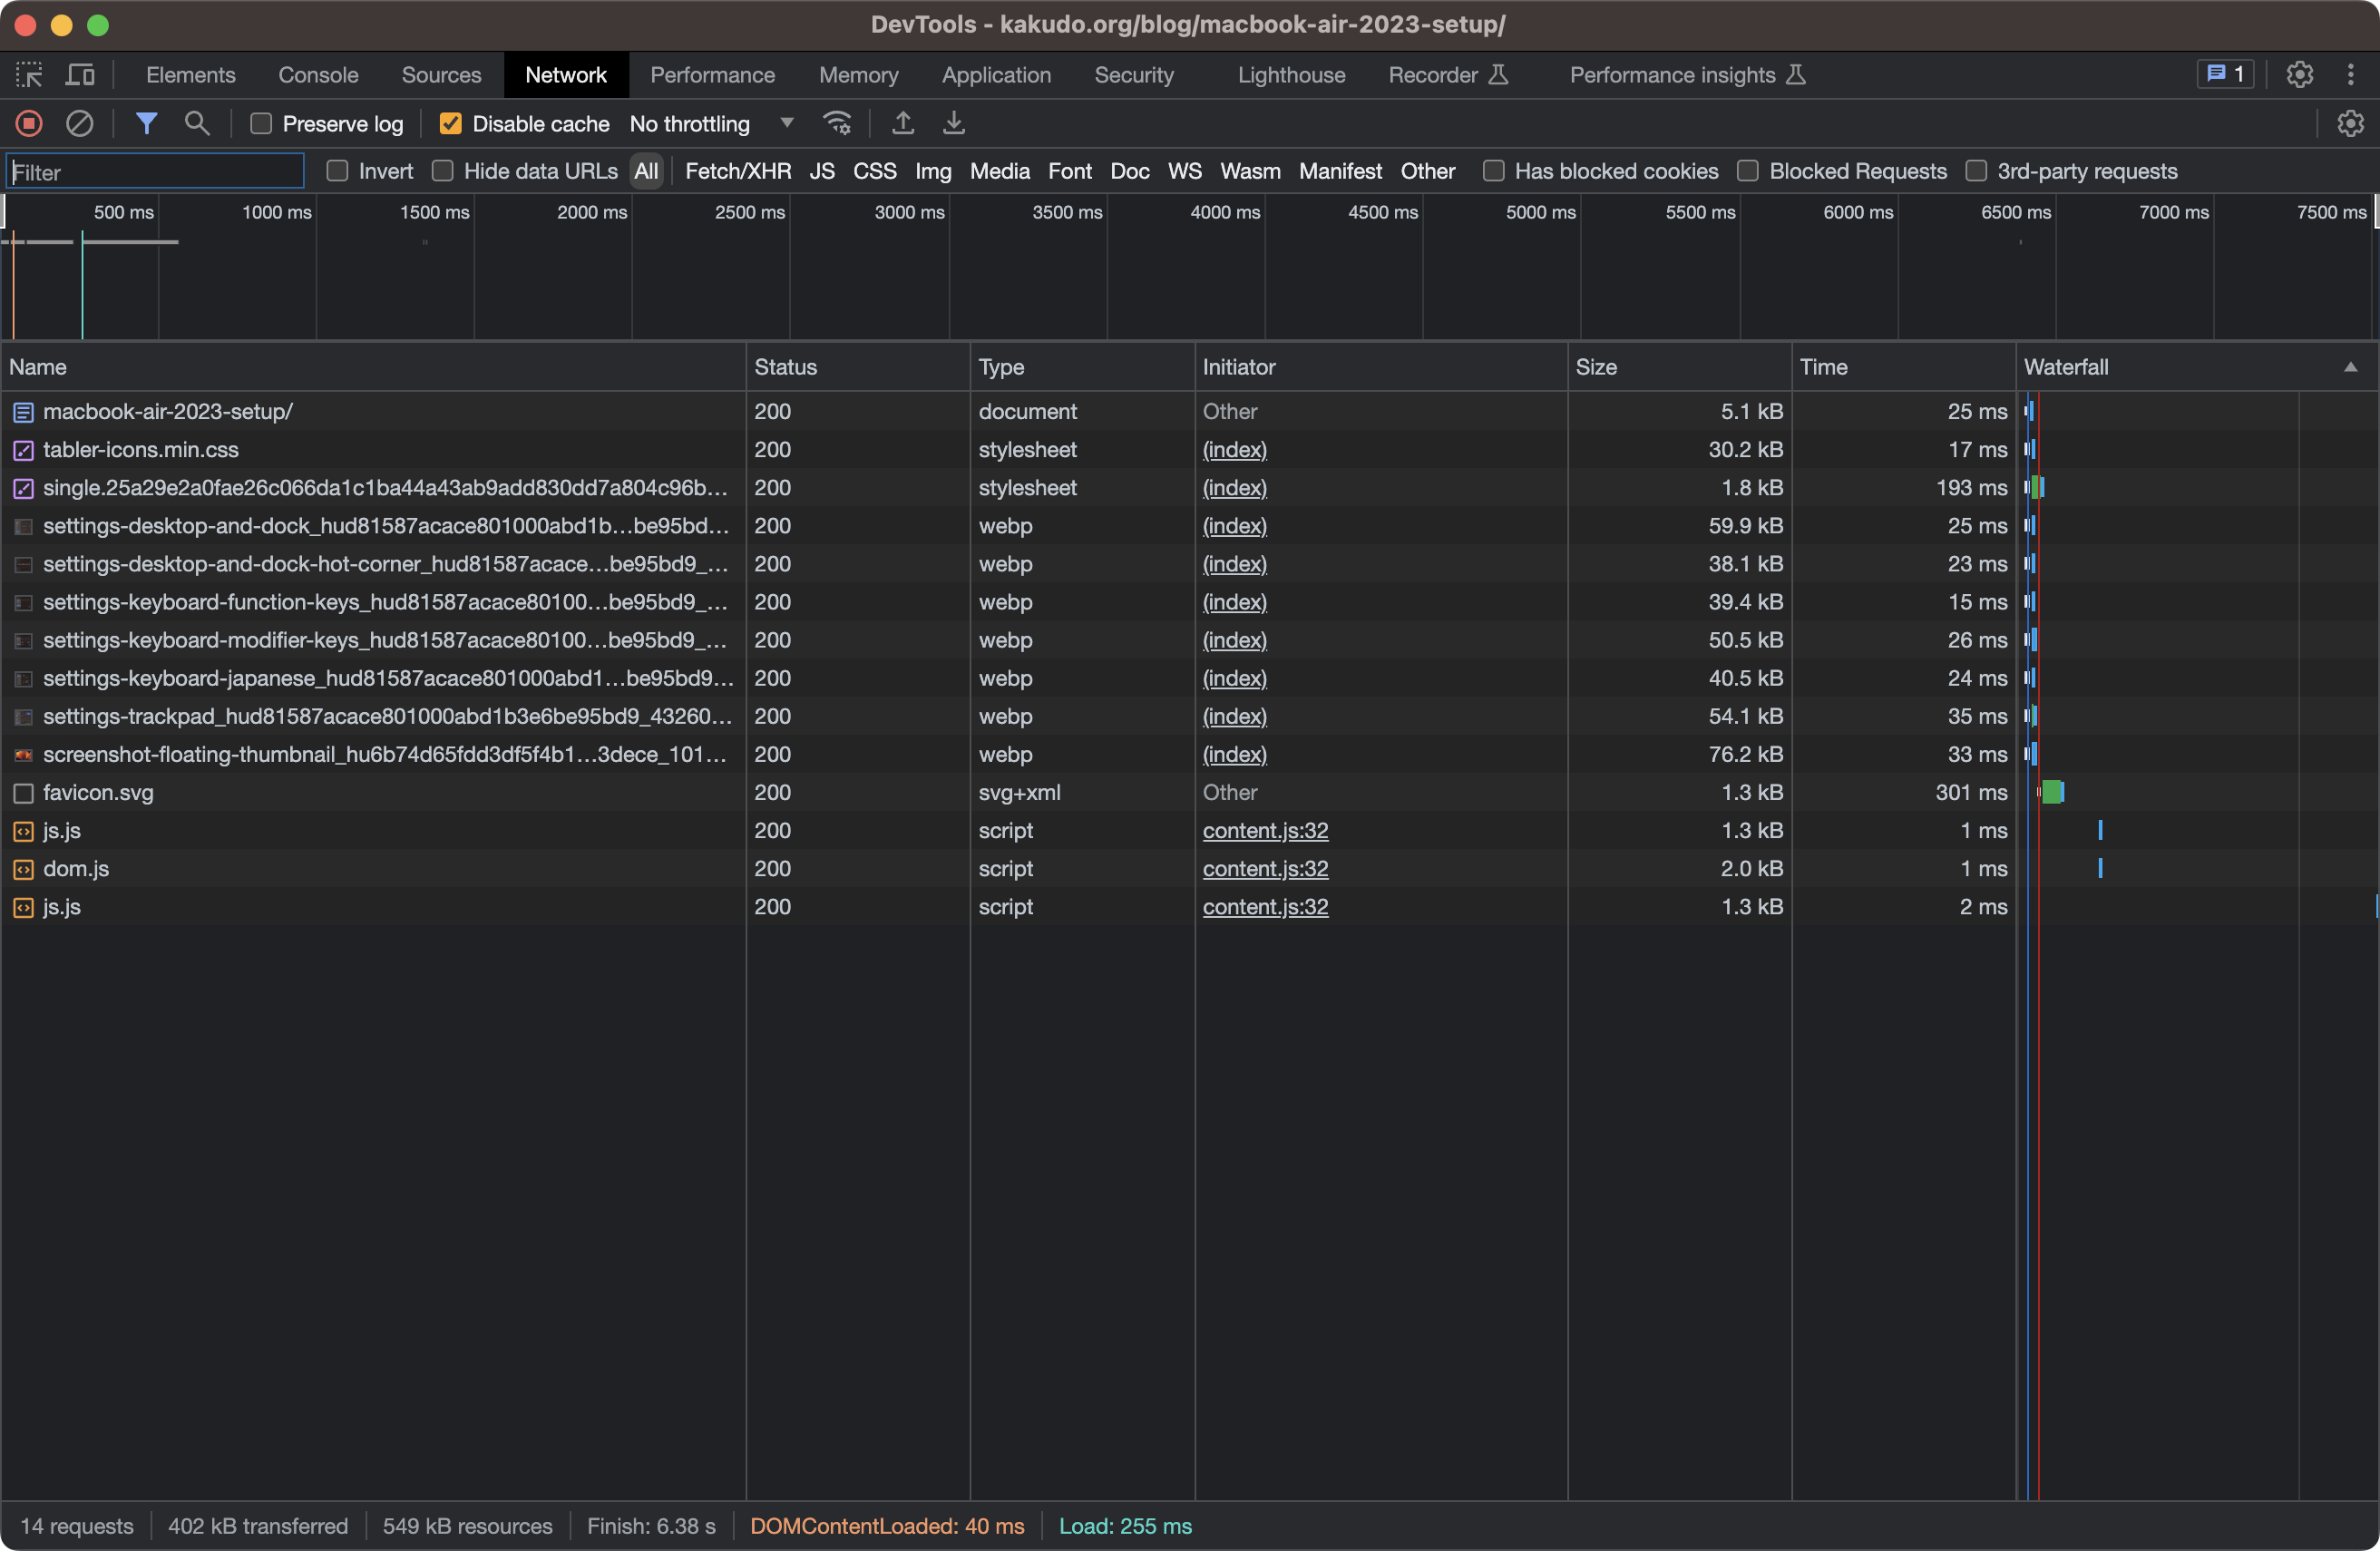 DevTools - kakudo.org/blog/macbook-air-2023-setup/
Elements Console Sources Network Performance Memory Application Security Lighthouse Recorder Performance insights 1
Preserve log Disable cache No throttling
Filter Invert Hide data URLs All Fetch/XHR JS CSS Img Media Font Doc WS Wasm Manifest Other Has blocked cookies Blocked Requests 3rd-party requests
500 ms 1000 ms 1500 ms 2000 ms 2500 ms 3000 ms 3500 ms 4000 ms 4500 ms 5000 ms 5500 ms 6000 ms 6500 ms 7000 ms 7500 ms
Name Status Type Initiator Size Time Waterfall
macbook-air-2023-setup/ 200 document Other 5.1 kB 25 ms
tabler-icons.min.css 200 stylesheet (index) 30.2 kB 17 ms
single.25a29e2a0fae26c066da1c1ba44a43ab9add830dd7a804c96b… 200 stylesheet (index) 1.8 kB 193 ms
settings-desktop-and-dock_hud81587acace801000abd1b…be95bd… 200 webp (index) 59.9 kB 25 ms
settings-desktop-and-dock-hot-corner_hud81587acace…be95bd9_… 200 webp (index) 38.1 kB 23 ms
settings-keyboard-function-keys_hud81587acace80100…be95bd9_… 200 webp (index) 39.4 kB 15 ms
settings-keyboard-modifier-keys_hud81587acace80100…be95bd9_… 200 webp (index) 50.5 kB 26 ms
settings-keyboard-japanese_hud81587acace801000abd1…be95bd9… 200 webp (index) 40.5 kB 24 ms
settings-trackpad_hud81587acace801000abd1b3e6be95bd9_43260… 200 webp (index) 54.1 kB 35 ms
screenshot-floating-thumbnail_hu6b74d65fdd3df5f4b1…3dece_101… 200 webp (index) 76.2 kB 33 ms
favicon.svg 200 svg+xml Other 1.3 kB 301 ms
js.js 200 script content.js:32 1.3 kB 1 ms
dom.js 200 script content.js:32 2.0 kB 1 ms
js.js 200 script content.js:32 1.3 kB 2 ms
14 requests 402 kB transferred 549 kB resources Finish: 6.38 s DOMContentLoaded: 40 ms Load: 255 ms